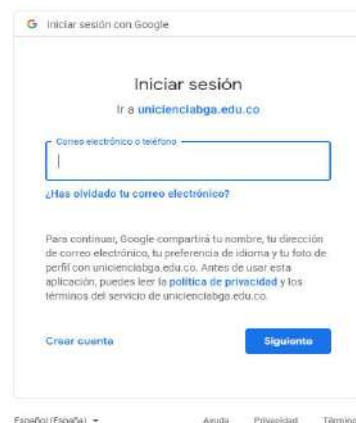 G Iniciar sesión con Google
Iniciar sesión
Ir a unicienciabga.edu.co
Correo electrónico o teléfono
¿Has olvidado tu correo electrónico?
Para continuar, Google compartirá tu nombre, tu dirección
de correo electrónico, tu preferencia de idioma y tu foto de
perfil con unicienciabga.edu.co. Antes de usar esta
aplicación, puedes leer la política de privacidad y los
términos del servicio de unicienciabga.edu.co.
Crear cuenta Siguiente
Español (España) Ayuda Privacidad Término